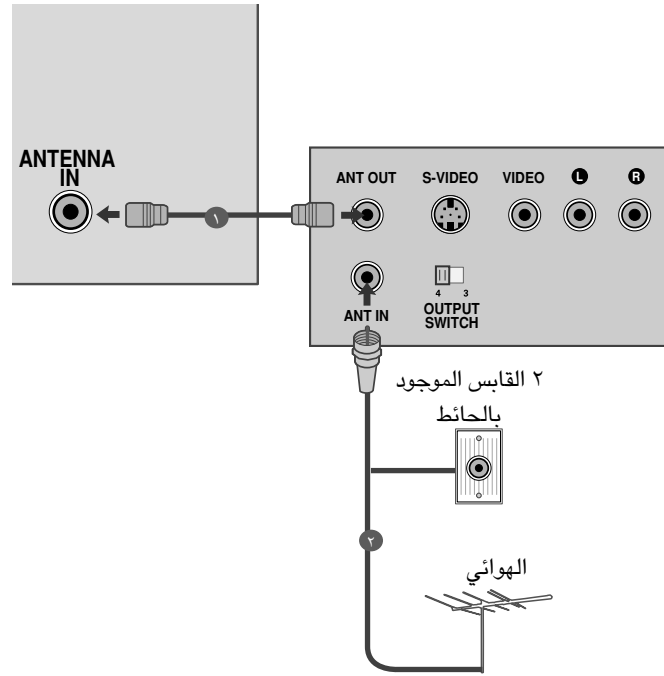 ANTENNA
IN
ANT OUT
S-VIDEO
VIDEO
L
R
١
4
3
ANT IN
OUTPUT
SWITCH
٢ القابس الموجود
بالحائط
٢
الهوائي